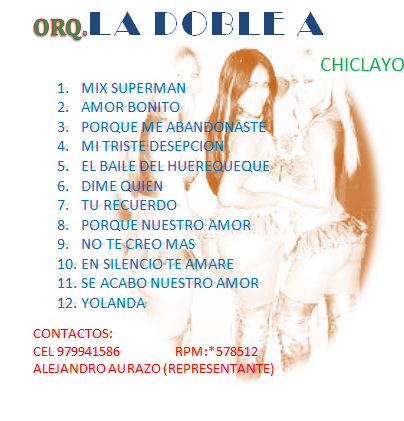 ORQ. LA DOBLE A
CHICLAYO
1. MIX SUPERMAN
2. AMOR BONITO
3. PORQUE ME ABANDONASTE
4. MI TRISTE DESEPCION
5. EL BAILE DEL HUEREQUEQUE
6. DIME QUIEN
7. TU RECUERDO
8. PORQUE NUESTRO AMOR
9. NO TE CREO MAS
10. EN SILENCIO TE AMARE
11. SE ACABO NUESTRO AMOR
12. YOLANDA
CONTACTOS:
CEL 979941586 RPM:*578512
ALEJANDRO AURAZO (REPRESENTANTE)